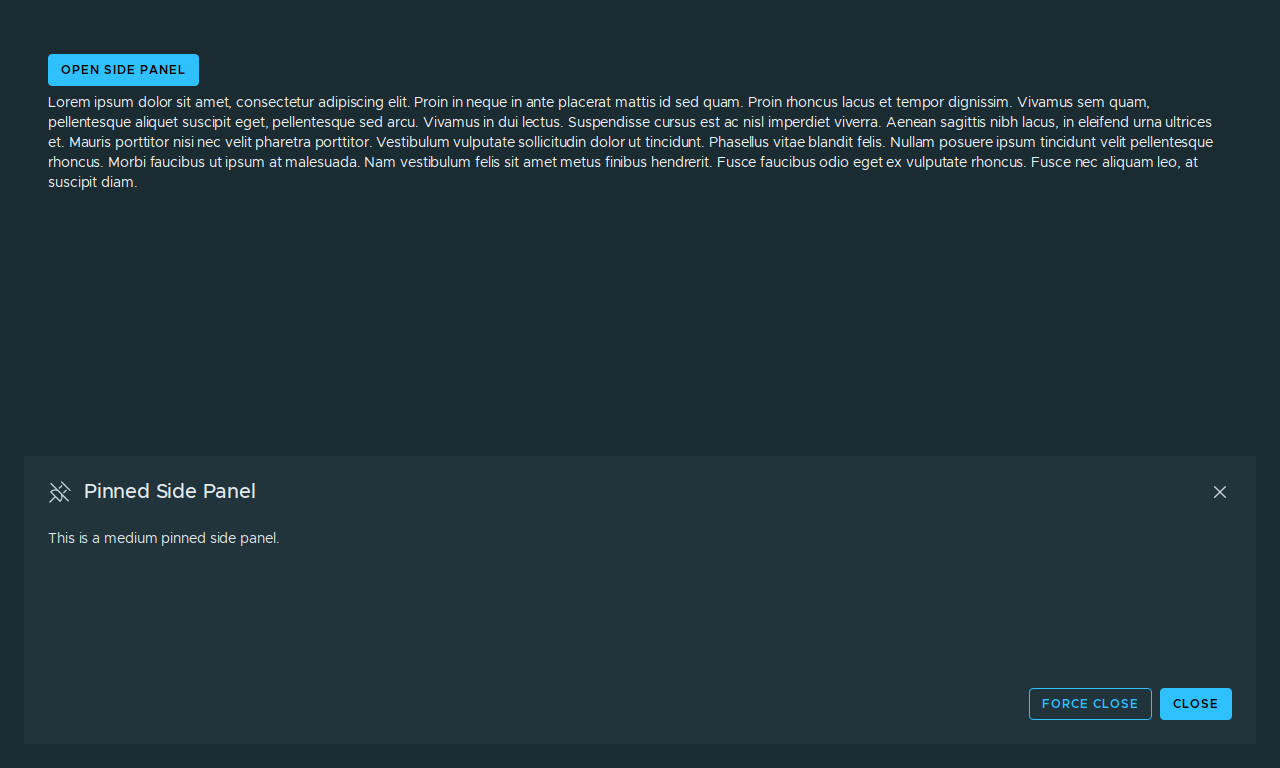 OPEN SIDE PANEL
Lorem ipsum dolor sit amet, consectetur adipiscing elit. Proin in neque in ante placerat mattis id sed quam. Proin rhoncus lacus et tempor dignissim. Vivamus sem quam,
pellentesque aliquet suscipit eget, pellentesque sed arcu. Vivamus in dui lectus. Suspendisse cursus est ac nisl imperdiet viverra. Aenean sagittis nibh lacus, in eleifend urna ultrices
et. Mauris porttitor nisi nec velit pharetra porttitor. Vestibulum vulputate sollicitudin dolor ut tincidunt. Phasellus vitae blandit felis. Nullam posuere ipsum tincidunt velit pellentesque
rhoncus. Morbi faucibus ut ipsum at malesuada. Nam vestibulum felis sit amet metus finibus hendrerit. Fusce faucibus odio eget ex vulputate rhoncus. Fusce nec aliquam leo, at
suscipit diam.
Pinned Side Panel
This is a medium pinned side panel.
FORCE CLOSE
CLOSE